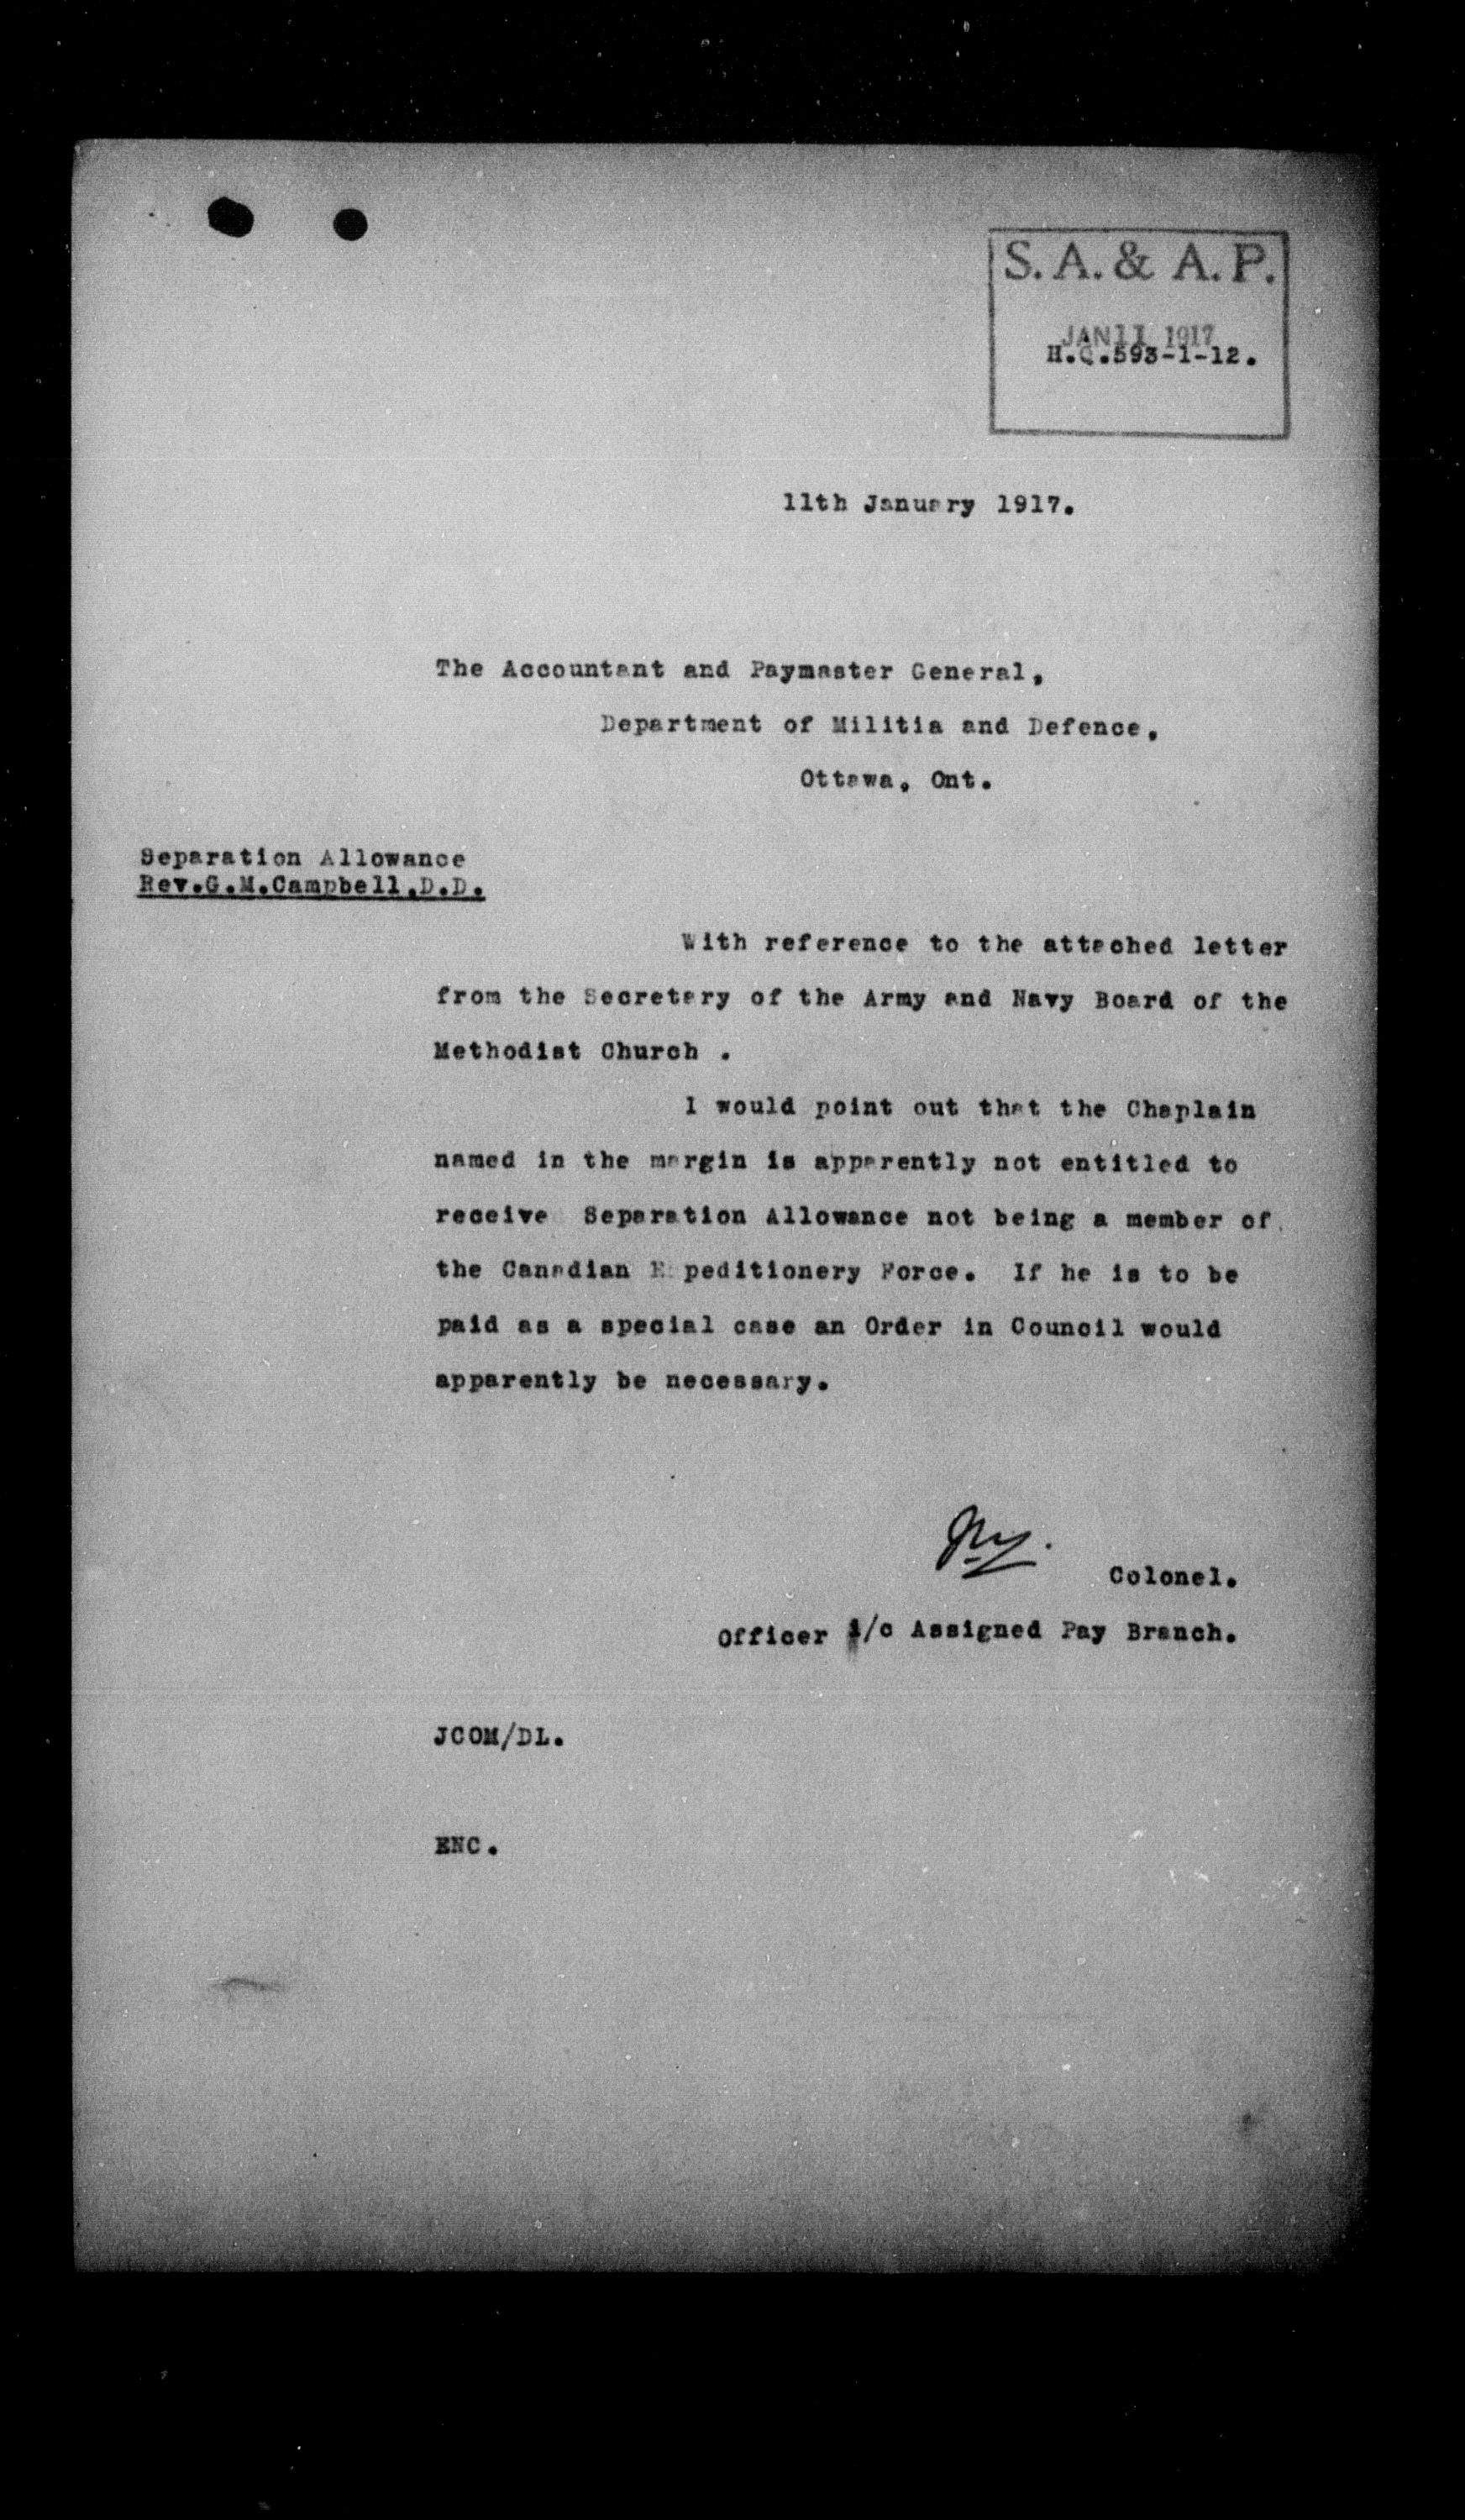 S. A. & A. P.
JAN 11 1917
H.Q.593-1-12.
11th January 1917.
The Accountant and Paymaster General,
Department of Militia and Defence,
Ottawa, Ont.
Separation Allowance
Rev.G.M.Campbell.D.D.
With reference to the attached letter
from the Secretary of the Army and Navy Board of the
Methodist Church .
I would point out that the Chaplain
named in the margin is apparently not entitled to
receive Separation Allowance not being a member of
the Canadian Expeditionery Force. If he is to be
paid as a special case an Order in Council would
apparently be necessary.
Colonel.
Officer i/c Assigned Pay Branch.
JCOM/DL.
ENC.